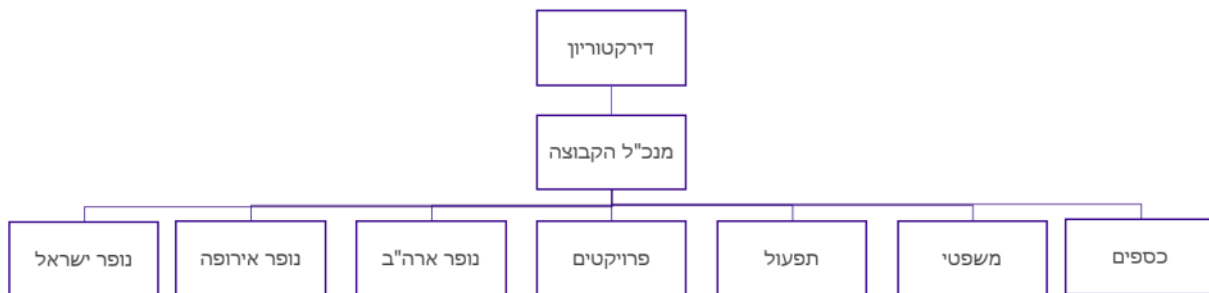 דירקטוריון
מנכ"ל הקבוצה
כספים
משפטי
תפעול
פרויקטים
נופר ארה"ב
נופר אירופה
נופר ישראל